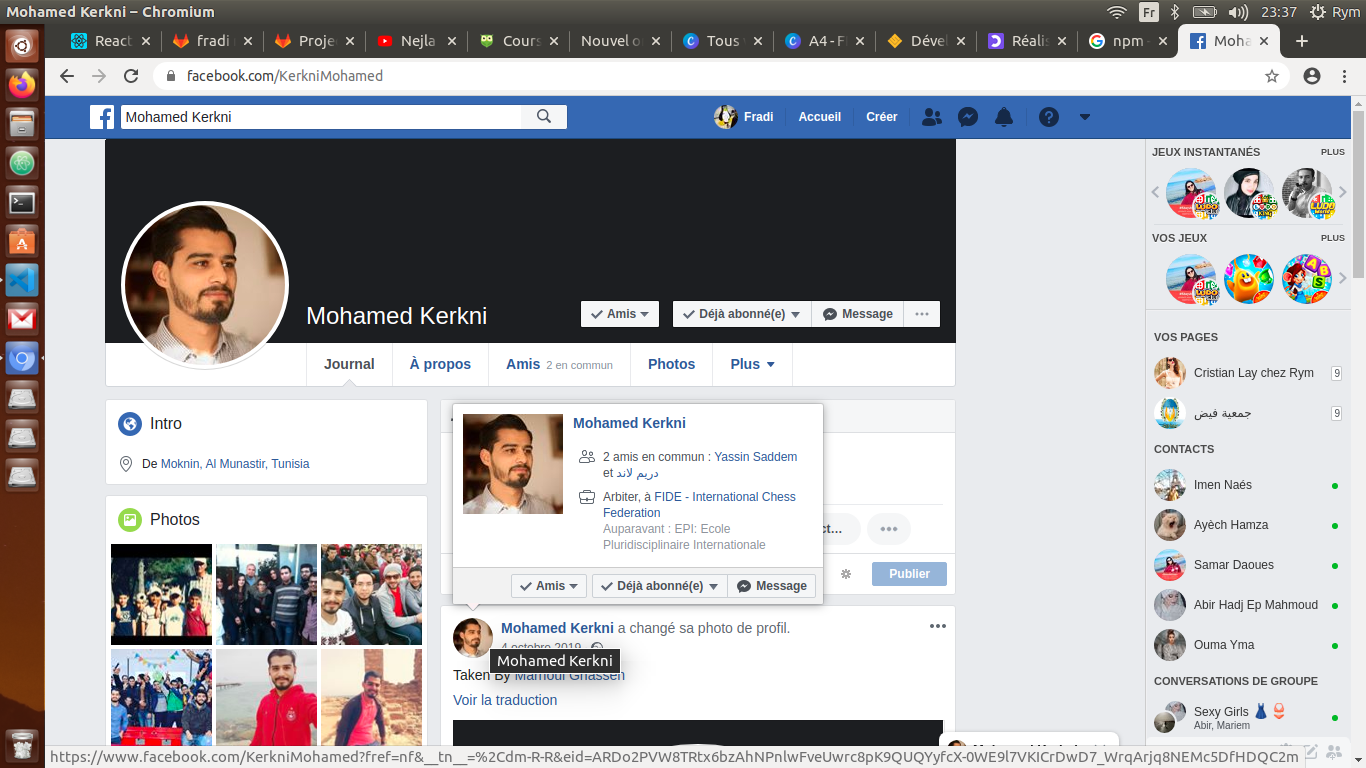 Mohamed Kerkni – Chromium
Fr
23:37
Rym
React
fradi
Proje
Nejla
Cours
Nouvel o
Tous
A4 - F
Dével
Réalis
npm -
Moha
facebook.com/KerkniMohamed
Mohamed Kerkni
Fradi
Accueil
Créer
Mohamed Kerkni
Amis
Déjà abonné(e)
Message
Journal
À propos
Amis 2 en commun
Photos
Plus
Intro
De Moknin, Al Munastir, Tunisia
Photos
Mohamed Kerkni
2 amis en commun : Yassin Saddem
et دريم لاند
Arbiter, à FIDE - International Chess
Federation
Auparavant : EPI: Ecole
Pluridisciplinaire Internationale
Amis
Déjà abonné(e)
Message
ct...
Publier
Mohamed Kerkni a changé sa photo de profil.
4 octobre 2019
Mohamed Kerkni
Taken By Mamoui Ghassen
Voir la traduction
JEUX INSTANTANÉS
PLUS
VOS JEUX
PLUS
VOS PAGES
Cristian Lay chez Rym
9
جمعية فيض
9
CONTACTS
Imen Naés
Ayèch Hamza
Samar Daoues
Abir Hadj Ep Mahmoud
Ouma Yma
CONVERSATIONS DE GROUPE
Sexy Girls
Abir, Mariem
https://www.facebook.com/KerkniMohamed?fref=nf&__tn__=%2Cdm-R-R&eid=ARDo2PVW8TRtx6bzAhNPnlwFveUwrc8pK9QUQYyfcX-0WE9l7VKICrDwD7_WrqArjq8NEMc5DfHDQC2m